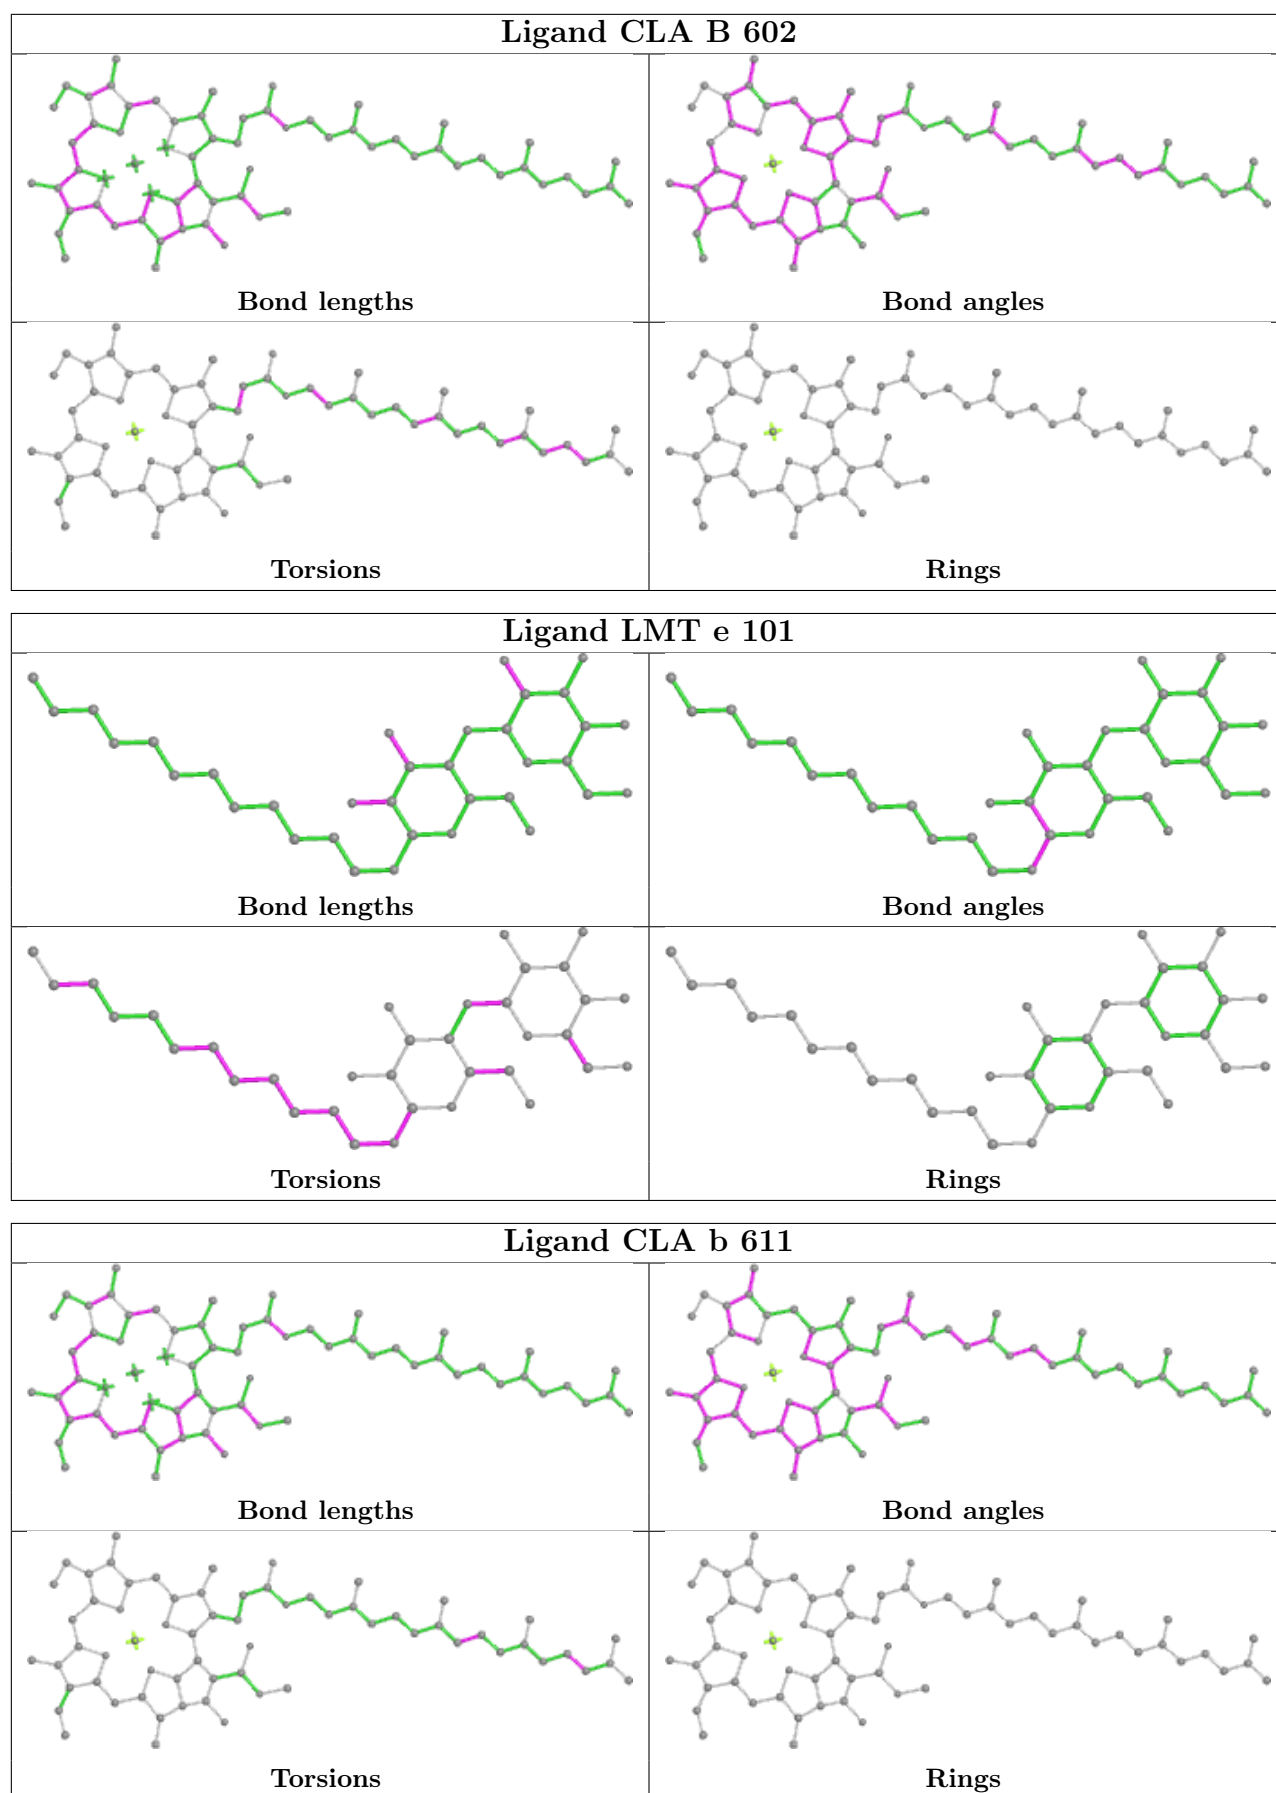 Ligand CLA B 602
Bond lengths
Bond angles
Torsions
Rings
Ligand LMT e 101
Bond lengths
Bond angles
Torsions
Rings
Ligand CLA b 611
Bond lengths
Bond angles
Torsions
Rings